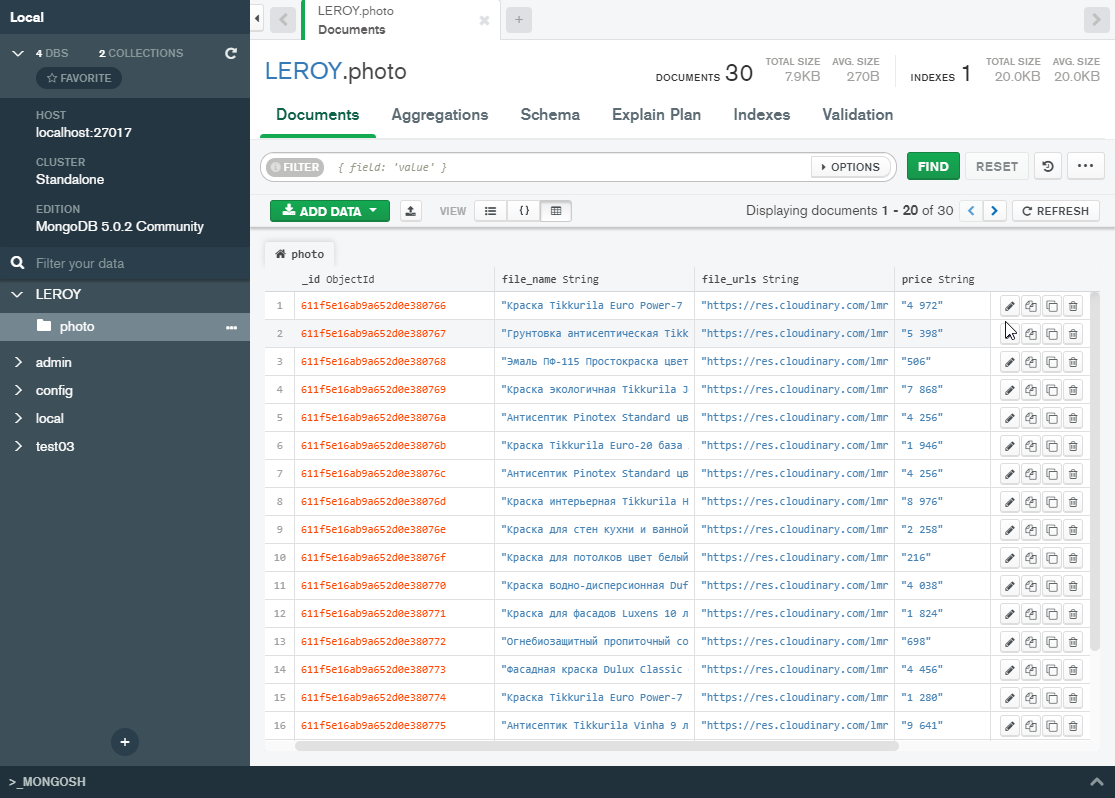 Local
4 DBS 2 COLLECTIONS
FAVORITE
HOST
localhost:27017
CLUSTER
Standalone
EDITION
MongoDB 5.0.2 Community
Filter your data
LEROY
photo
admin
config
local
test03
>_MONGOSH
LEROY.photo
Documents
LEROY.photo
DOCUMENTS 30
TOTAL SIZE
7.9KB
AVG. SIZE
270B
INDEXES 1
TOTAL SIZE
20.0KB
AVG. SIZE
20.0KB
Documents Aggregations Schema Explain Plan Indexes Validation
FILTER { field: 'value' } OPTIONS FIND RESET
ADD DATA VIEW {} Displaying documents 1 - 20 of 30 REFRESH
photo
_id ObjectId file_name String file_urls String price String
1 611f5e16ab9a652d0e380766 "Краска Tikkurila Euro Power-7 "https://res.cloudinary.com/lmr "4 972"
2 611f5e16ab9a652d0e380767 "Грунтовка антисептическая Tikk "https://res.cloudinary.com/lmr "5 398"
3 611f5e16ab9a652d0e380768 "Эмаль ПФ-115 Простокраска цвет "https://res.cloudinary.com/lmr "506"
4 611f5e16ab9a652d0e380769 "Краска экологичная Tikkurila J "https://res.cloudinary.com/lmr "7 868"
5 611f5e16ab9a652d0e38076a "Антисептик Pinotex Standard цв "https://res.cloudinary.com/lmr "4 256"
6 611f5e16ab9a652d0e38076b "Краска Tikkurila Euro-20 база "https://res.cloudinary.com/lmr "1 946"
7 611f5e16ab9a652d0e38076c "Антисептик Pinotex Standard цв "https://res.cloudinary.com/lmr "4 256"
8 611f5e16ab9a652d0e38076d "Краска интерьерная Tikkurila H "https://res.cloudinary.com/lmr "8 976"
9 611f5e16ab9a652d0e38076e "Краска для стен кухни и ванной "https://res.cloudinary.com/lmr "2 258"
10 611f5e16ab9a652d0e38076f "Краска для потолков цвет белый "https://res.cloudinary.com/lmr "216"
11 611f5e16ab9a652d0e380770 "Краска водно-дисперсионная Duf "https://res.cloudinary.com/lmr "4 038"
12 611f5e16ab9a652d0e380771 "Краска для фасадов Luxens 10 л "https://res.cloudinary.com/lmr "1 824"
13 611f5e16ab9a652d0e380772 "Огнебиозащитный пропиточный со "https://res.cloudinary.com/lmr "698"
14 611f5e16ab9a652d0e380773 "Фасадная краска Dulux Classic "https://res.cloudinary.com/lmr "4 456"
15 611f5e16ab9a652d0e380774 "Краска Tikkurila Euro Power-7 "https://res.cloudinary.com/lmr "1 280"
16 611f5e16ab9a652d0e380775 "Антисептик Tikkurila Vinha 9 л "https://res.cloudinary.com/lmr "9 641"